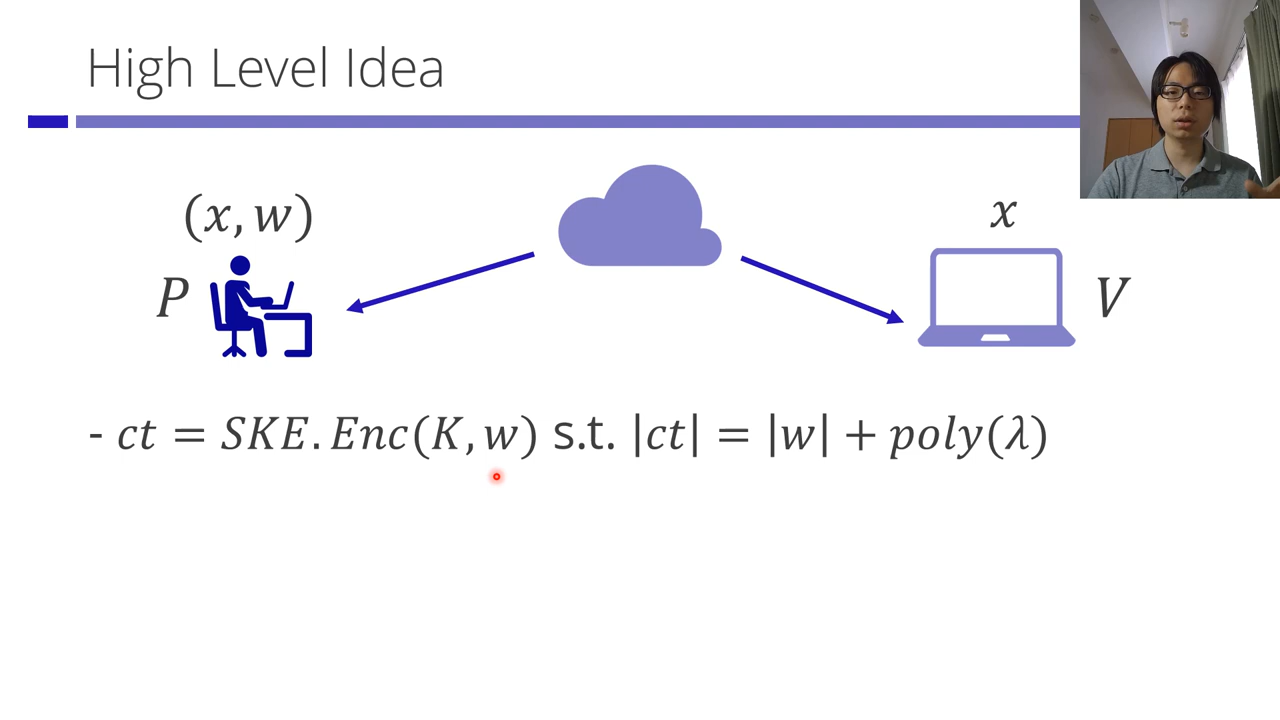 High Level Idea
(x, w)
x
P
V
- ct = SKE.Enc(K, w) s.t. |ct| = |w| + poly(λ)